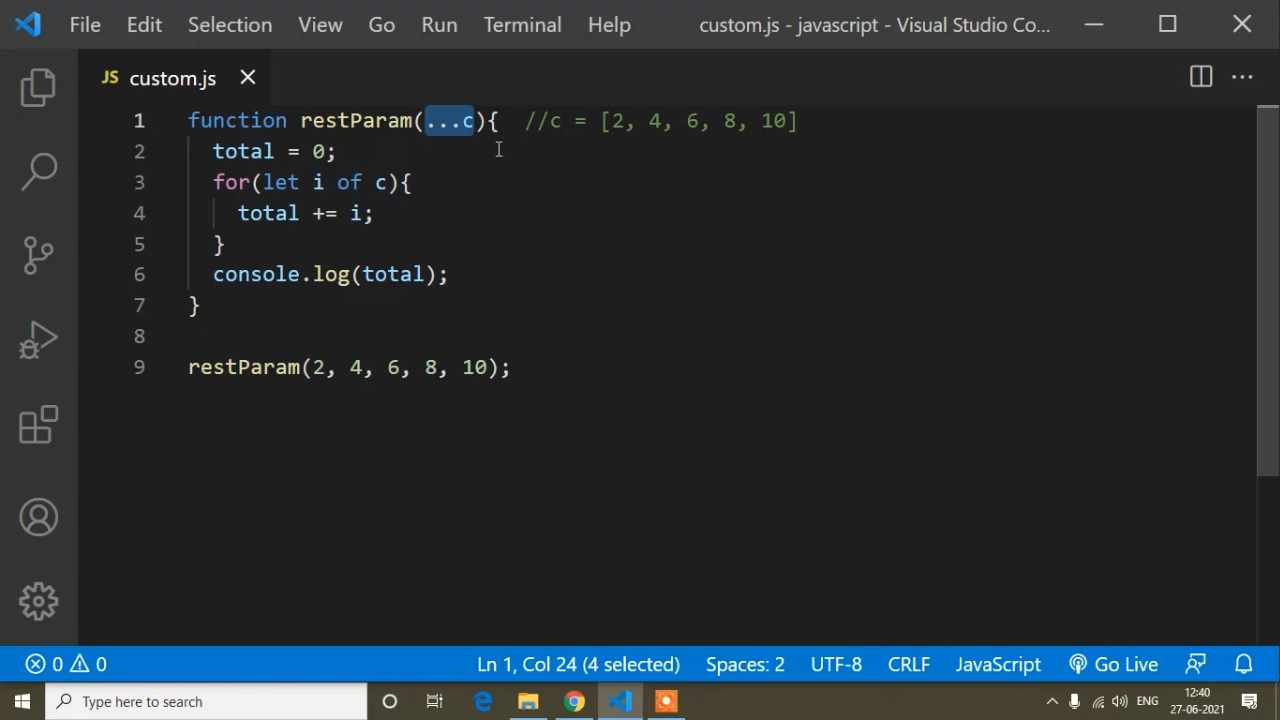 File Edit Selection View Go Run Terminal Help custom.js - javascript - Visual Studio Co...
JS custom.js
1 function restParam(...c){ //c = [2, 4, 6, 8, 10]
2 total = 0;
3 for(let i of c){
4 total += i;
5 }
6 console.log(total);
7 }
8
9 restParam(2, 4, 6, 8, 10);
0 0 Ln 1, Col 24 (4 selected) Spaces: 2 UTF-8 CRLF JavaScript Go Live
Type here to search ENG 12:40
27-06-2021